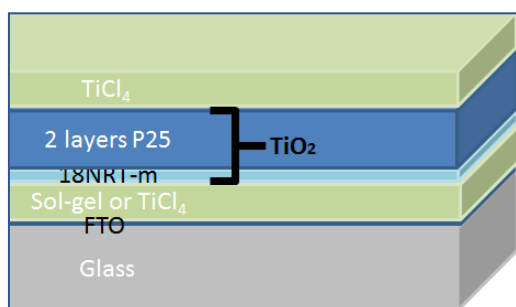 TiCl₄
2 layers P25
TiO₂
18NRT-m
Sol-gel or TiCl₄
FTO
Glass